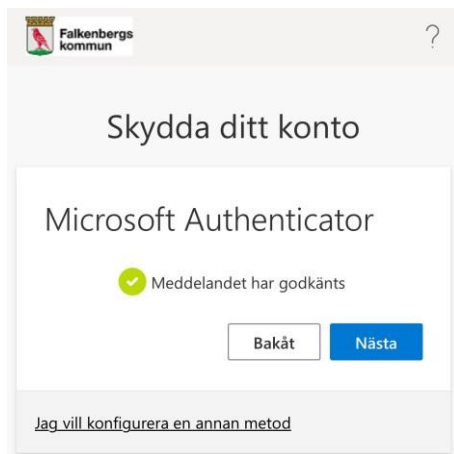 Falkenbergs
kommun
?
Skydda ditt konto
Microsoft Authenticator
Meddelandet har godkänts
Bakåt
Nästa
Jag vill konfigurera en annan metod